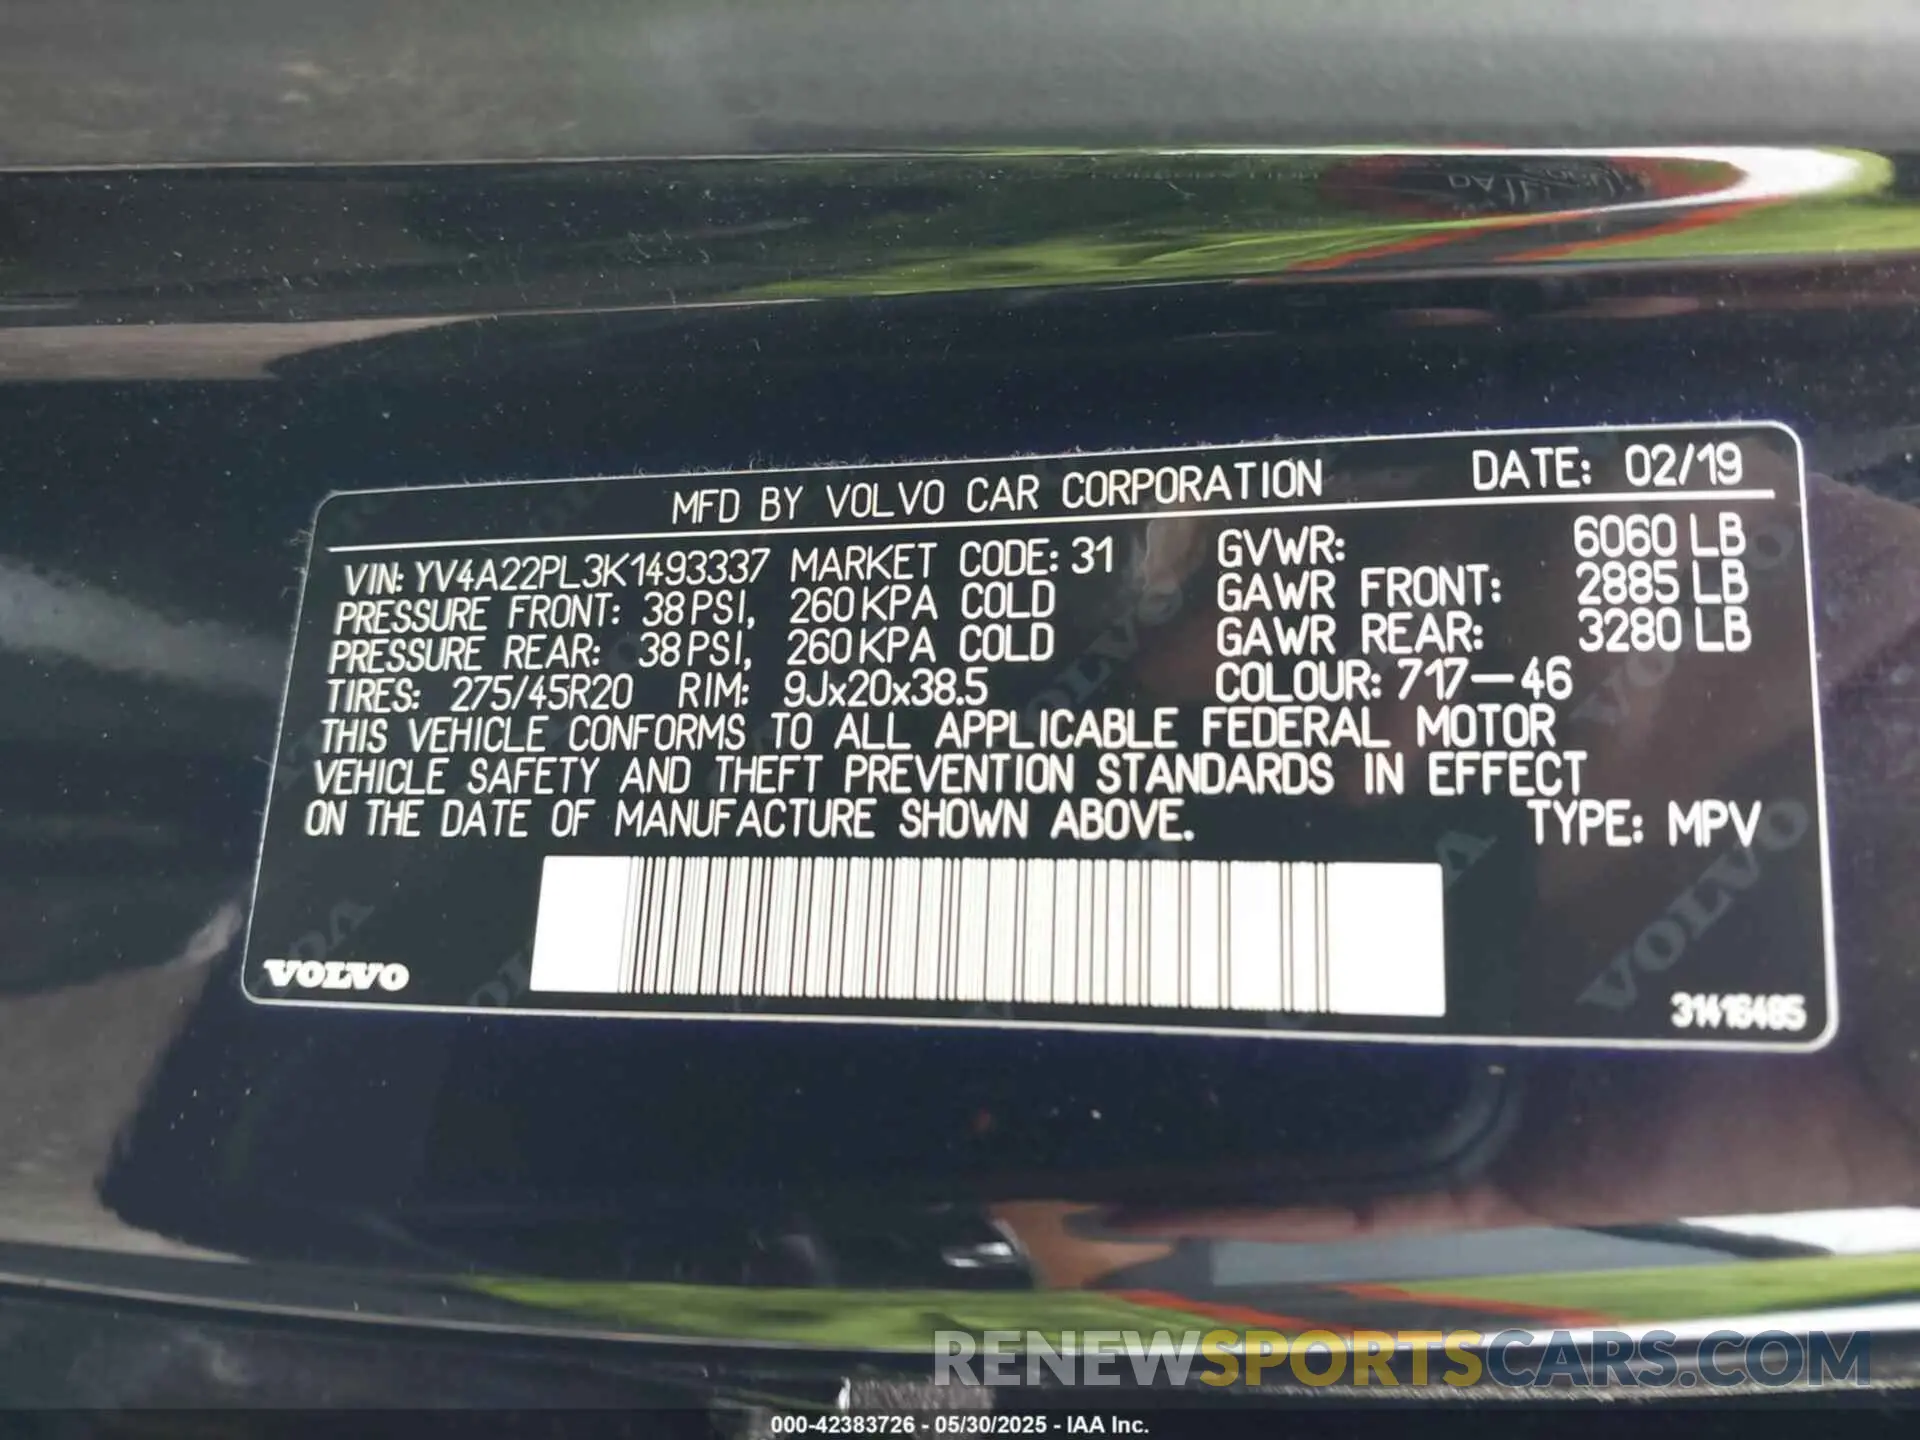 MFD BY VOLVO CAR CORPORATION DATE: 02/19
VIN: YV4A22PL3K1493337 MARKET CODE: 31 GVWR: 6060 LB
PRESSURE FRONT: 38 PSI, 260 KPA COLD GAWR FRONT: 2885 LB
PRESSURE REAR: 38 PSI, 260 KPA COLD GAWR REAR: 3280 LB
TIRES: 275/45R20 RIM: 9Jx20x38.5 COLOUR: 717-46
THIS VEHICLE CONFORMS TO ALL APPLICABLE FEDERAL MOTOR
VEHICLE SAFETY AND THEFT PREVENTION STANDARDS IN EFFECT
ON THE DATE OF MANUFACTURE SHOWN ABOVE. TYPE: MPV
VOLVO
31416485
RENEWSPORTSCARS.COM
000-42383726 - 05/30/2025 - IAA Inc.